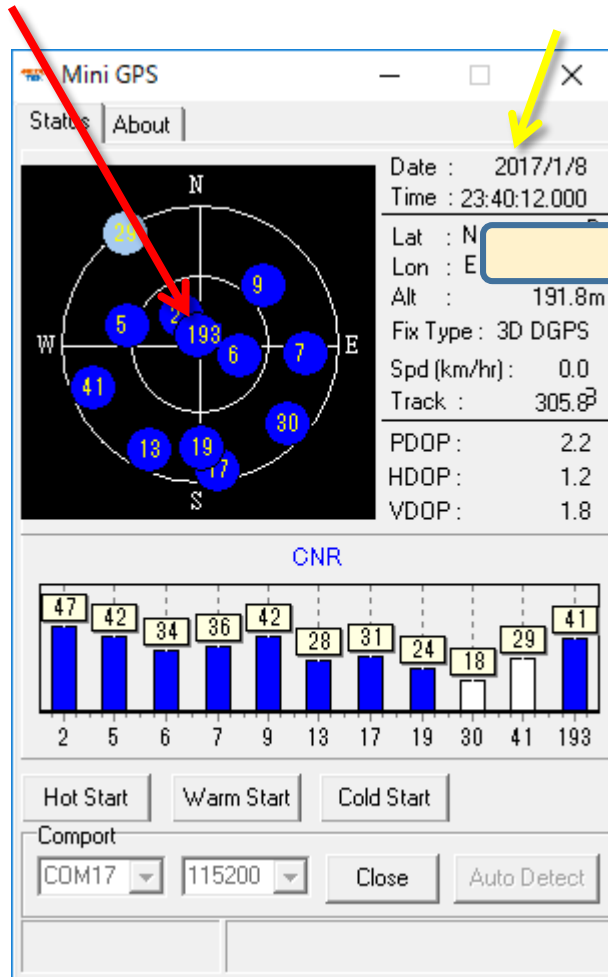 Mini GPS
Status About
Date : 2017/1/8
Time : 23:40:12.000
Lat : N
Lon : E
Alt : 191.8m
Fix Type : 3D DGPS
Spd (km/hr) : 0.0
Track : 305.8
PDOP : 2.2
HDOP : 1.2
VDOP : 1.8
N
29
9
2
193
5
W
6
7
E
41
30
13
19
17
S
CNR
47 42 34 36 42 28 31 24 18 29 41
2 5 6 7 9 13 17 19 30 41 193
Hot Start Warm Start Cold Start
Comport
COM17 115200 Close Auto Detect